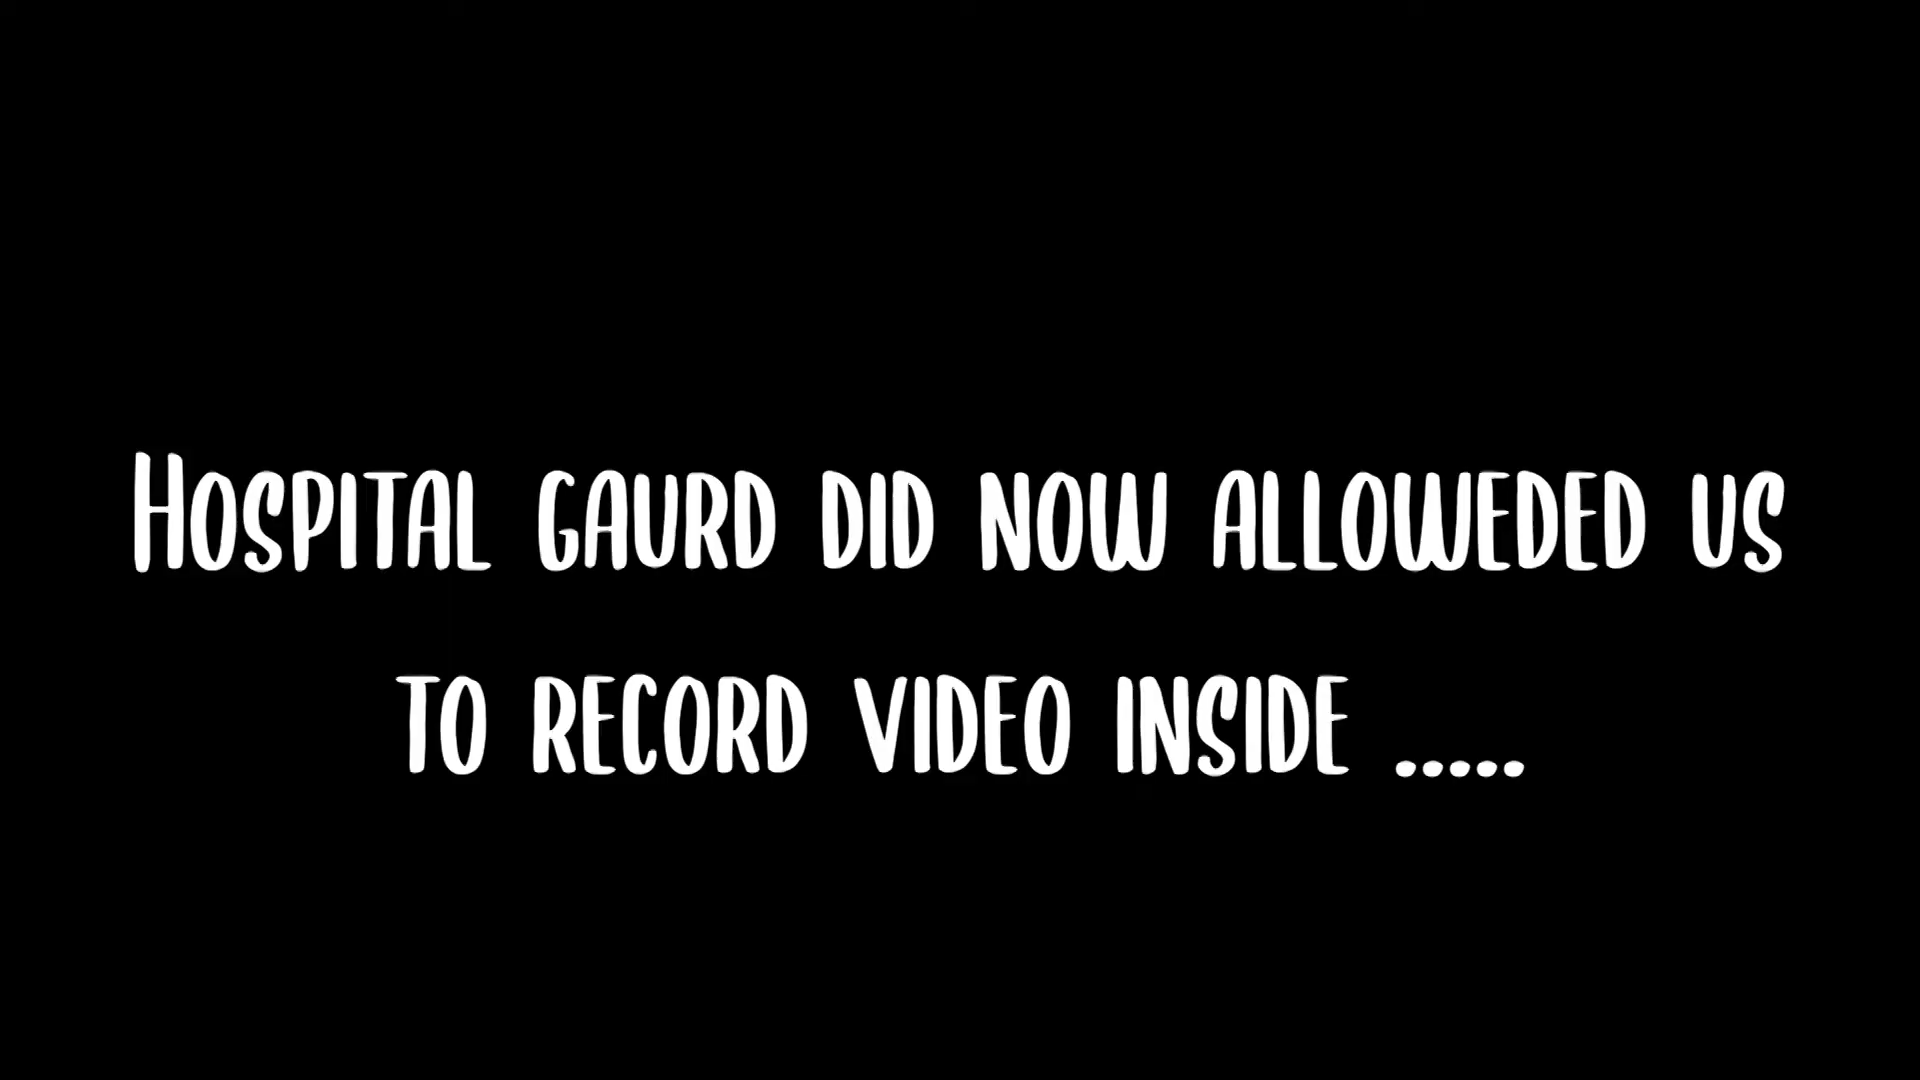 Hospital gaurd did now alloweded us
to record video inside .....